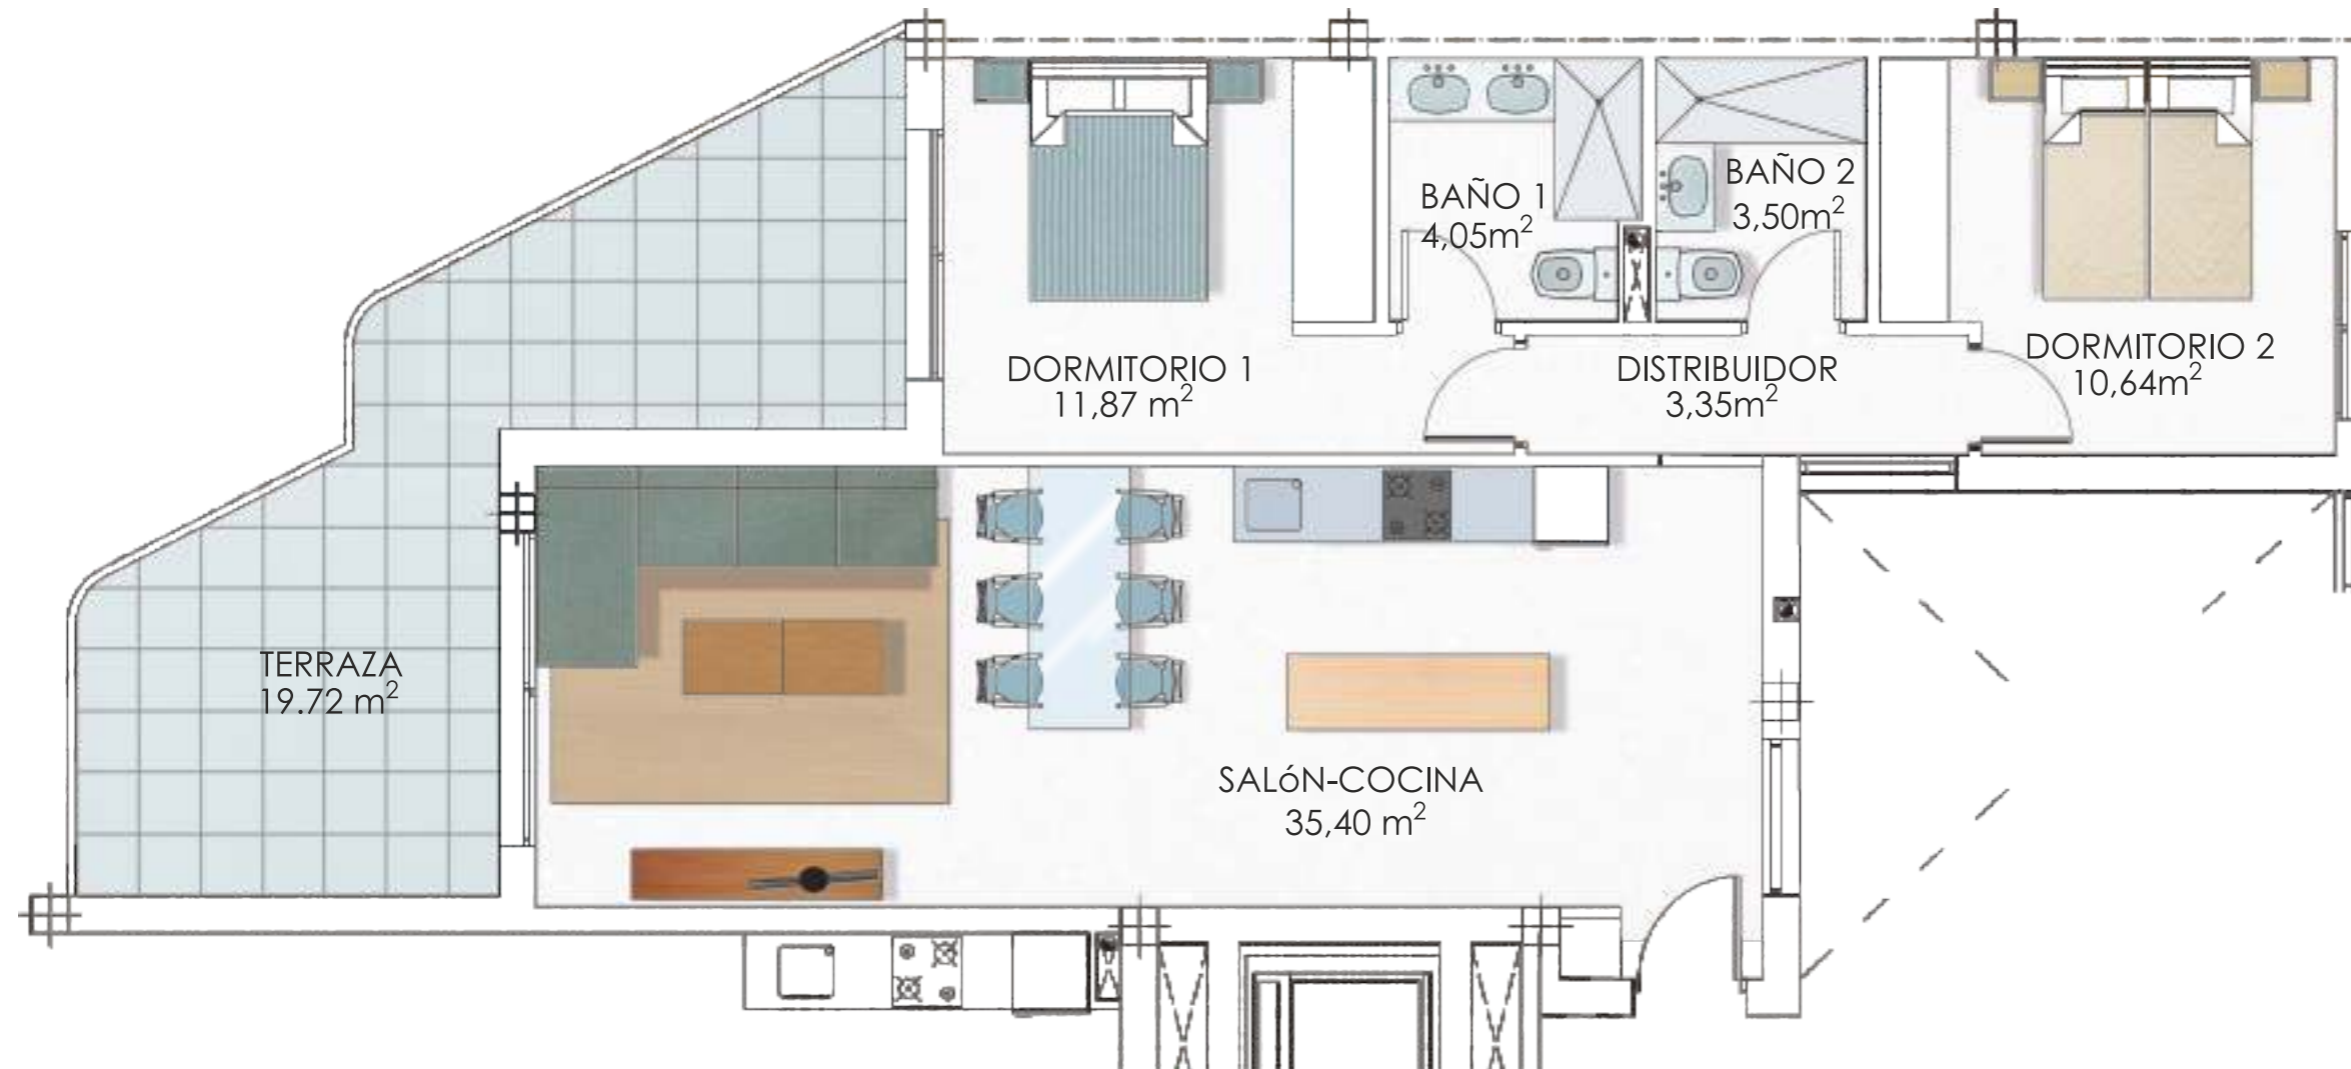 BAÑO 1
4,05m²
BAÑO 2
3,50m²
DORMITORIO 1
11,87 m²
DISTRIBUIDOR
3,35m²
DORMITORIO 2
10,64m²
TERRAZA
19.72 m²
SALóN-COCINA
35,40 m²